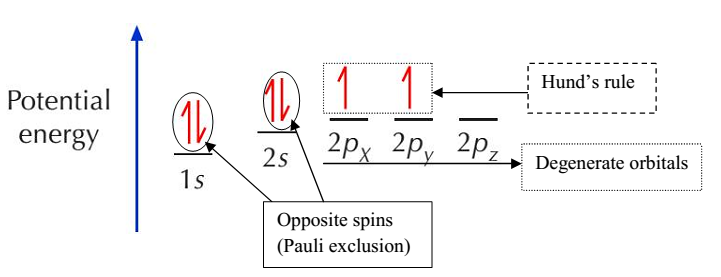 Potential
energy
1s
2s
2pX 2py 2pz
Hund's rule
Degenerate orbitals
Opposite spins
(Pauli exclusion)